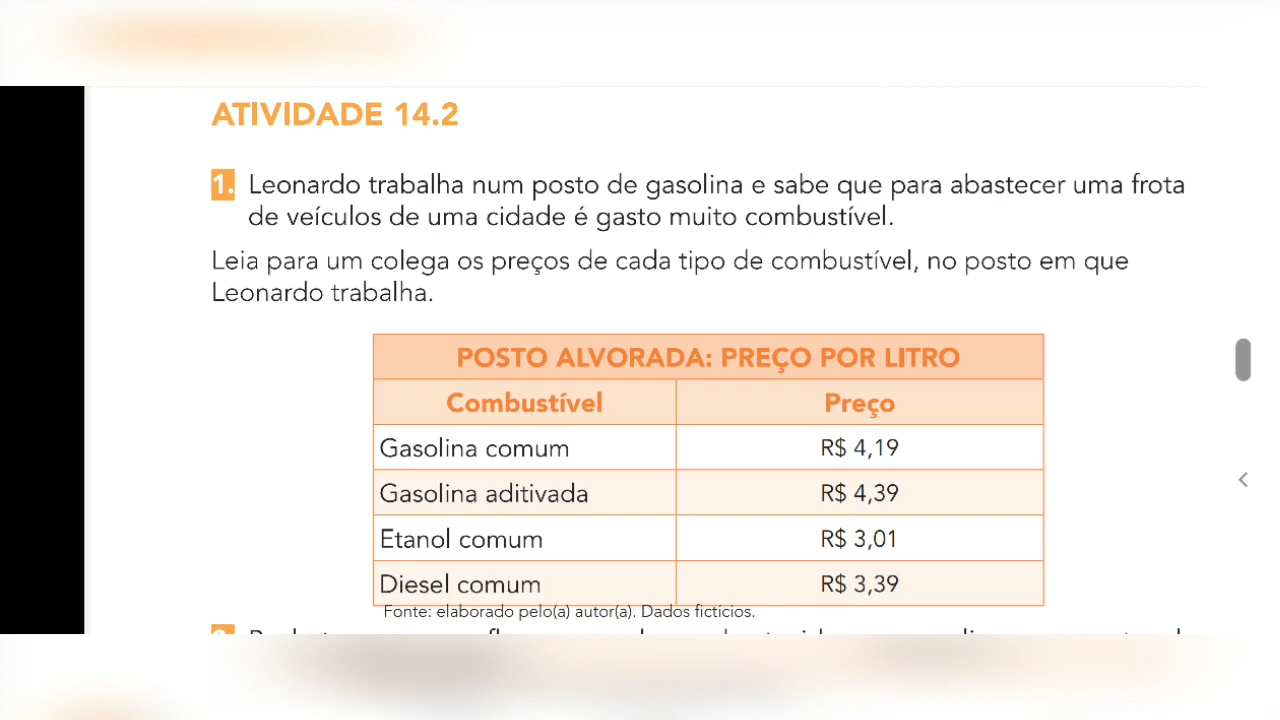 ATIVIDADE 14.2
1. Leonardo trabalha num posto de gasolina e sabe que para abastecer uma frota
de veículos de uma cidade é gasto muito combustível.
Leia para um colega os preços de cada tipo de combustível, no posto em que
Leonardo trabalha.
POSTO ALVORADA: PREÇO POR LITRO
Combustível Preço
Gasolina comum R$ 4,19
Gasolina aditivada R$ 4,39
Etanol comum R$ 3,01
Diesel comum R$ 3,39
Fonte: elaborado pelo(a) autor(a). Dados fictícios.